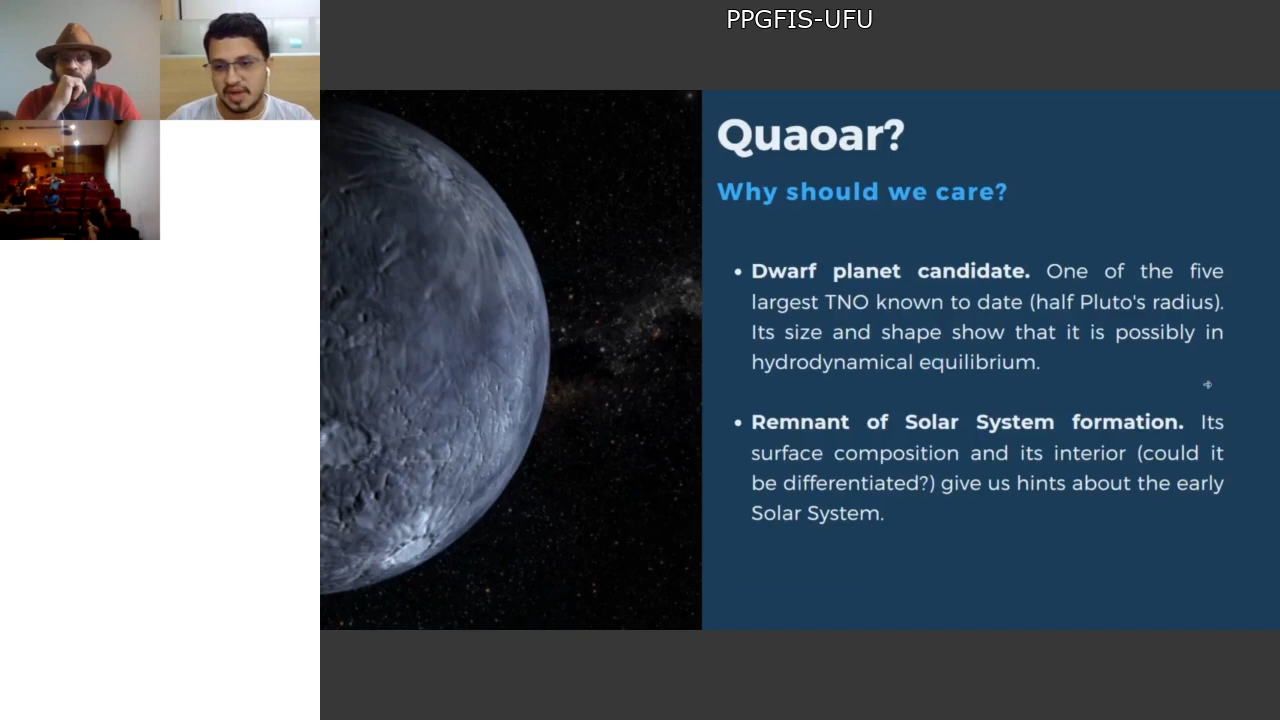 PPGFIS-UFU
Quaoar?
Why should we care?
• Dwarf planet candidate. One of the five
largest TNO known to date (half Pluto's radius).
Its size and shape show that it is possibly in
hydrodynamical equilibrium.
• Remnant of Solar System formation. Its
surface composition and its interior (could it
be differentiated?) give us hints about the early
Solar System.